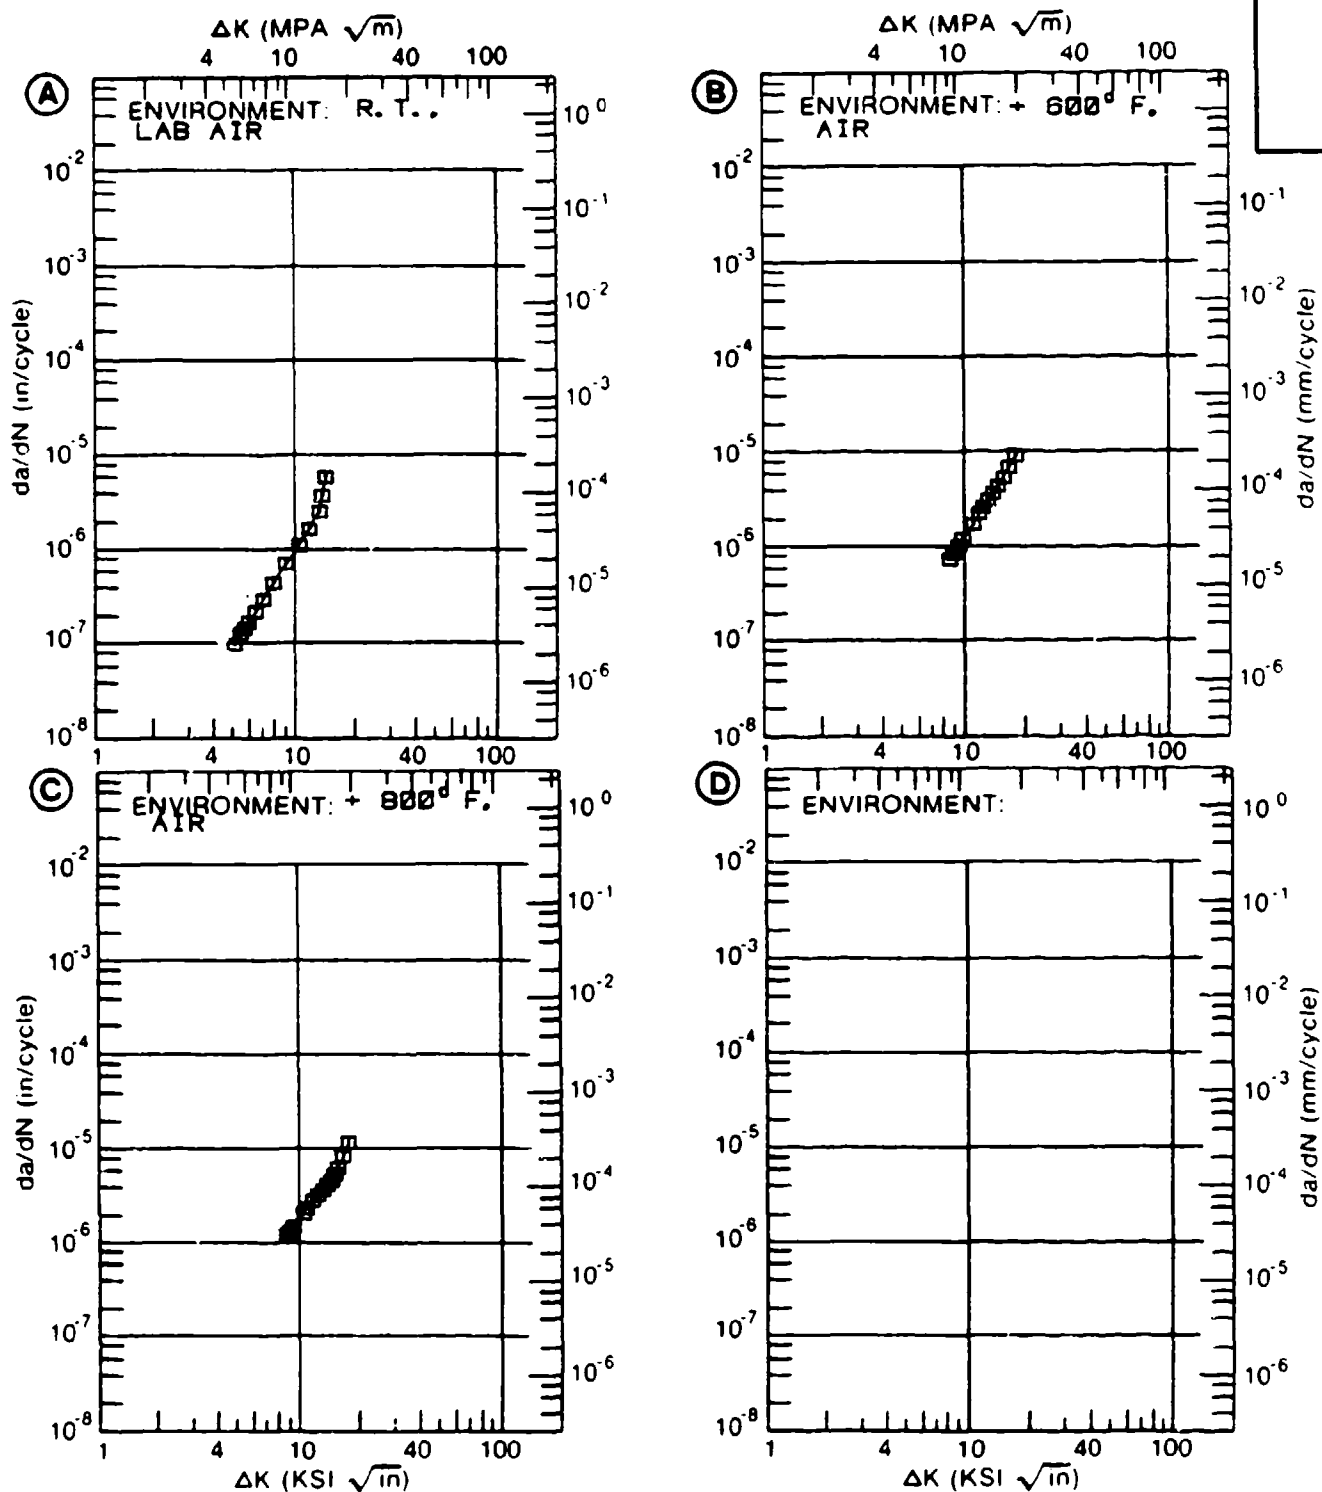 ΔK (MPA √m)
4 10 40 100
A
ENVIRONMENT: R. T..
LAB AIR
10⁰
10⁻¹
10⁻²
10⁻³
10⁻⁴
10⁻⁵
10⁻⁶
da/dN (in/cycle)
10⁻²
10⁻³
10⁻⁴
10⁻⁵
10⁻⁶
10⁻⁷
10⁻⁸
1 4 10 40 100
ΔK (MPA √m)
4 10 40 100
B
ENVIRONMENT: + 600ᵈ F.
AIR
10⁻²
10⁻³
10⁻⁴
10⁻⁵
10⁻⁶
10⁻⁷
10⁻⁸
10⁻¹
10⁻²
10⁻³
10⁻⁴
10⁻⁵
10⁻⁶
da/dN (mm/cycle)
1 4 10 40 100
C
ENVIRONMENT: + 800ᵈ F.
AIR
da/dN (in/cycle)
10⁻²
10⁻³
10⁻⁴
10⁻⁵
10⁻⁶
10⁻⁷
10⁻⁸
10⁰
10⁻¹
10⁻²
10⁻³
10⁻⁴
10⁻⁵
10⁻⁶
1 4 10 40 100
ΔK (KSI √in)
D
ENVIRONMENT:
10⁻²
10⁻³
10⁻⁴
10⁻⁵
10⁻⁶
10⁻⁷
10⁻⁸
10⁰
10⁻¹
10⁻²
10⁻³
10⁻⁴
10⁻⁵
10⁻⁶
da/dN (mm/cycle)
1 4 10 40 100
ΔK (KSI √in)